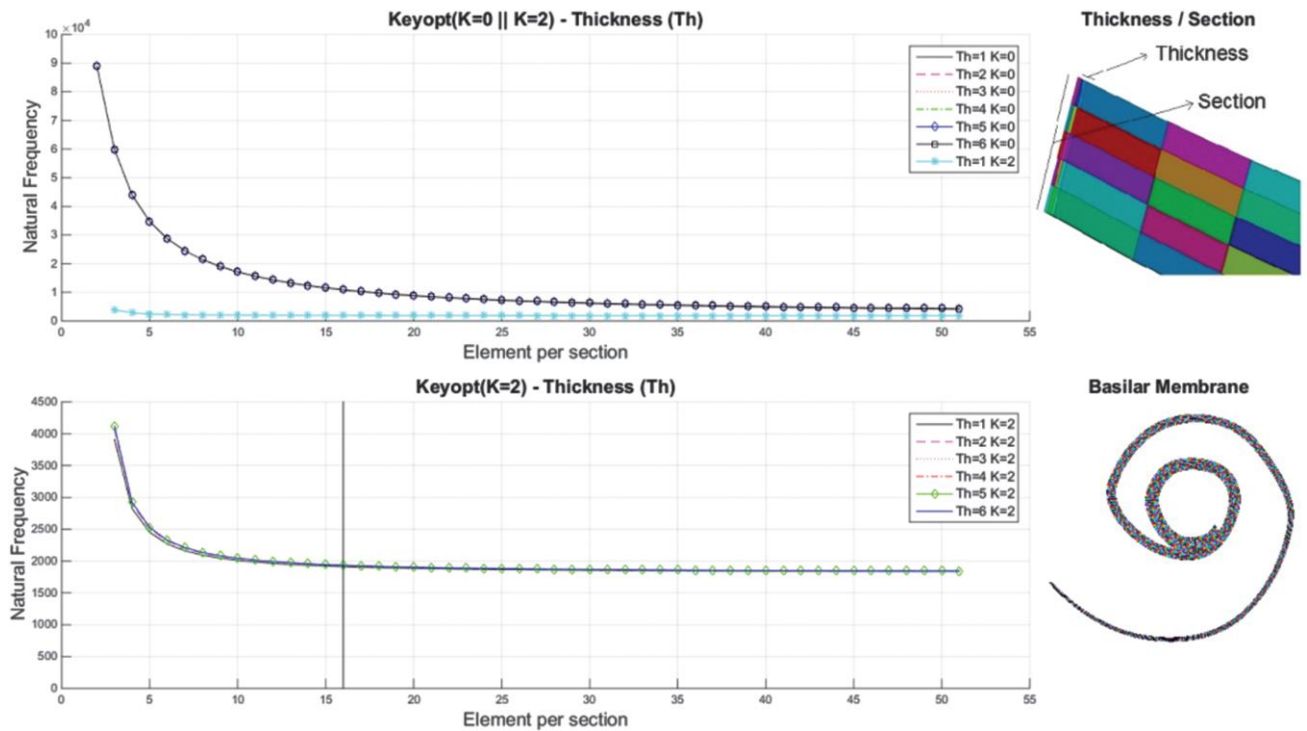 Keyopt(K=0 || K=2) - Thickness (Th)
×10⁴
10
9
8
7
6
5
4
3
2
1
0
Natural Frequency
0 5 10 15 20 25 30 35 40 45 50 55
Element per section
Th=1 K=0
Th=2 K=0
Th=3 K=0
Th=4 K=0
Th=5 K=0
Th=6 K=0
Th=1 K=2
Thickness / Section
Thickness
Section
Keyopt(K=2) - Thickness (Th)
4500
4000
3500
3000
2500
2000
1500
1000
500
0
Natural Frequency
0 5 10 15 20 25 30 35 40 45 50 55
Element per section
Th=1 K=2
Th=2 K=2
Th=3 K=2
Th=4 K=2
Th=5 K=2
Th=6 K=2
Basilar Membrane